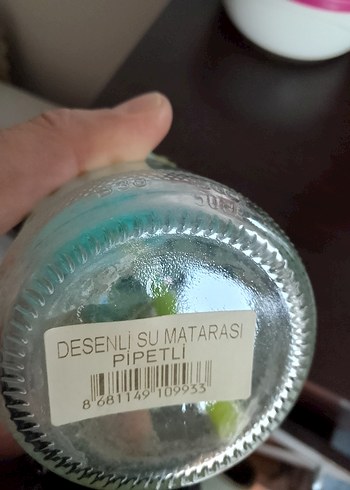 DESENLİ SU MATARASI
PİPETLİ
8 681149 109933